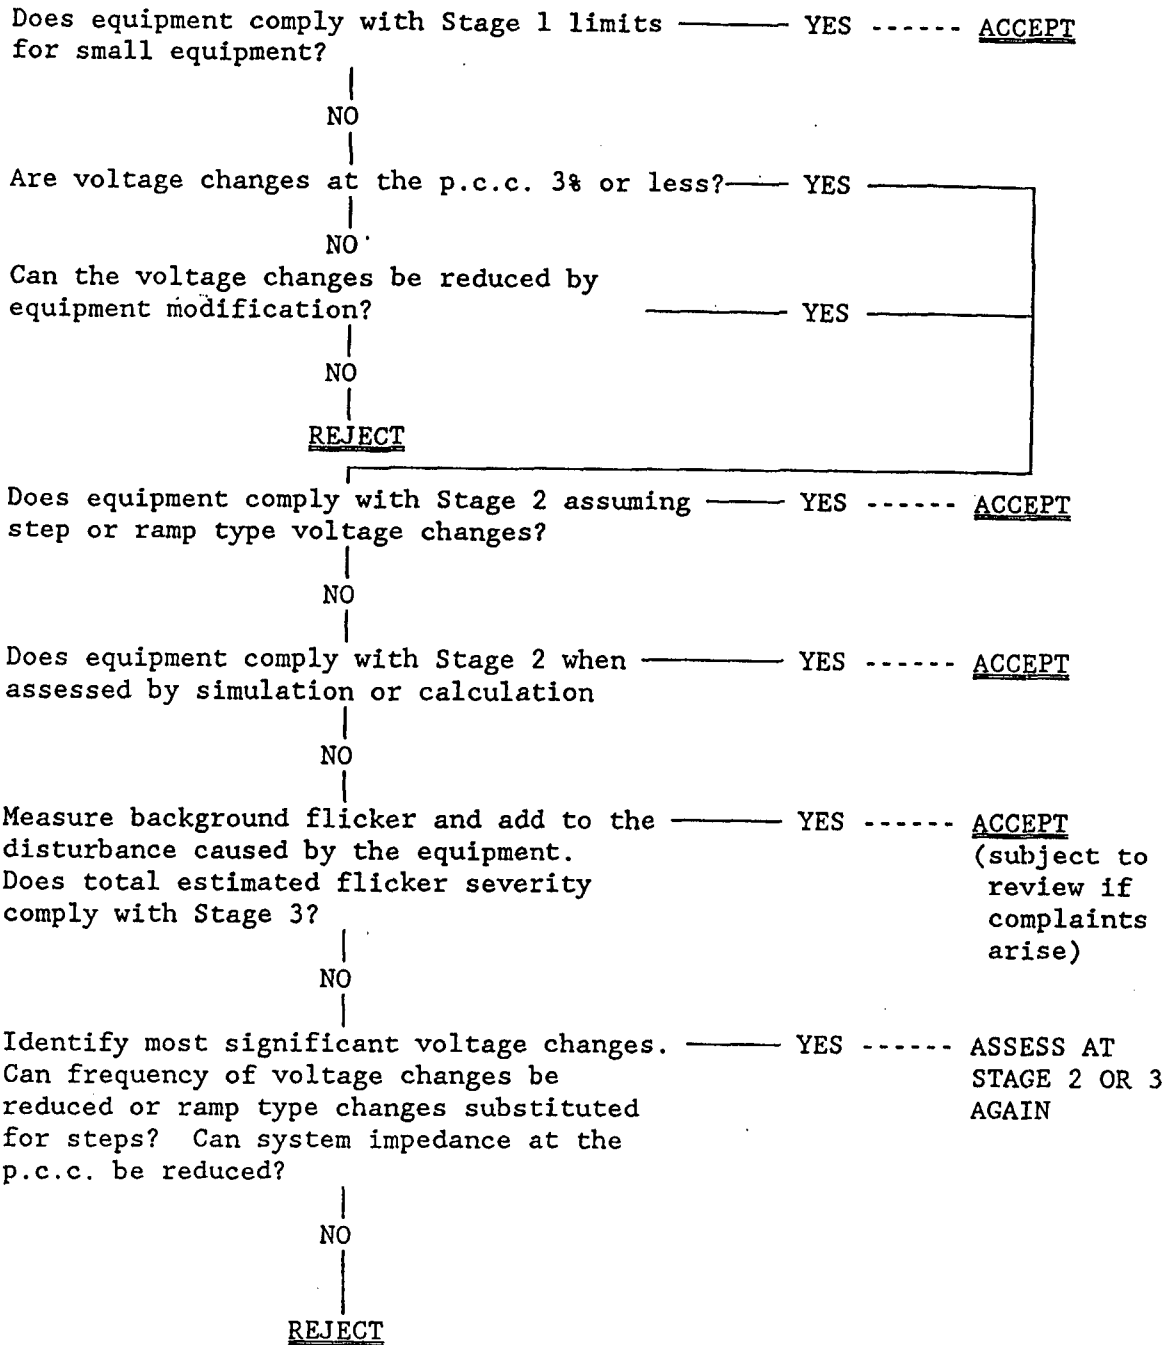 Does equipment comply with Stage 1 limits YES ACCEPT
for small equipment?
NO
Are voltage changes at the p.c.c. 3% or less? YES
NO
Can the voltage changes be reduced by
equipment modification? YES
NO
REJECT
Does equipment comply with Stage 2 assuming YES ACCEPT
step or ramp type voltage changes?
NO
Does equipment comply with Stage 2 when YES ACCEPT
assessed by simulation or calculation
NO
Measure background flicker and add to the YES ACCEPT
disturbance caused by the equipment. (subject to
Does total estimated flicker severity review if
comply with Stage 3? complaints
arise)
NO
Identify most significant voltage changes. YES ASSESS AT
Can frequency of voltage changes be STAGE 2 OR 3
reduced or ramp type changes substituted AGAIN
for steps? Can system impedance at the
p.c.c. be reduced?
NO
REJECT